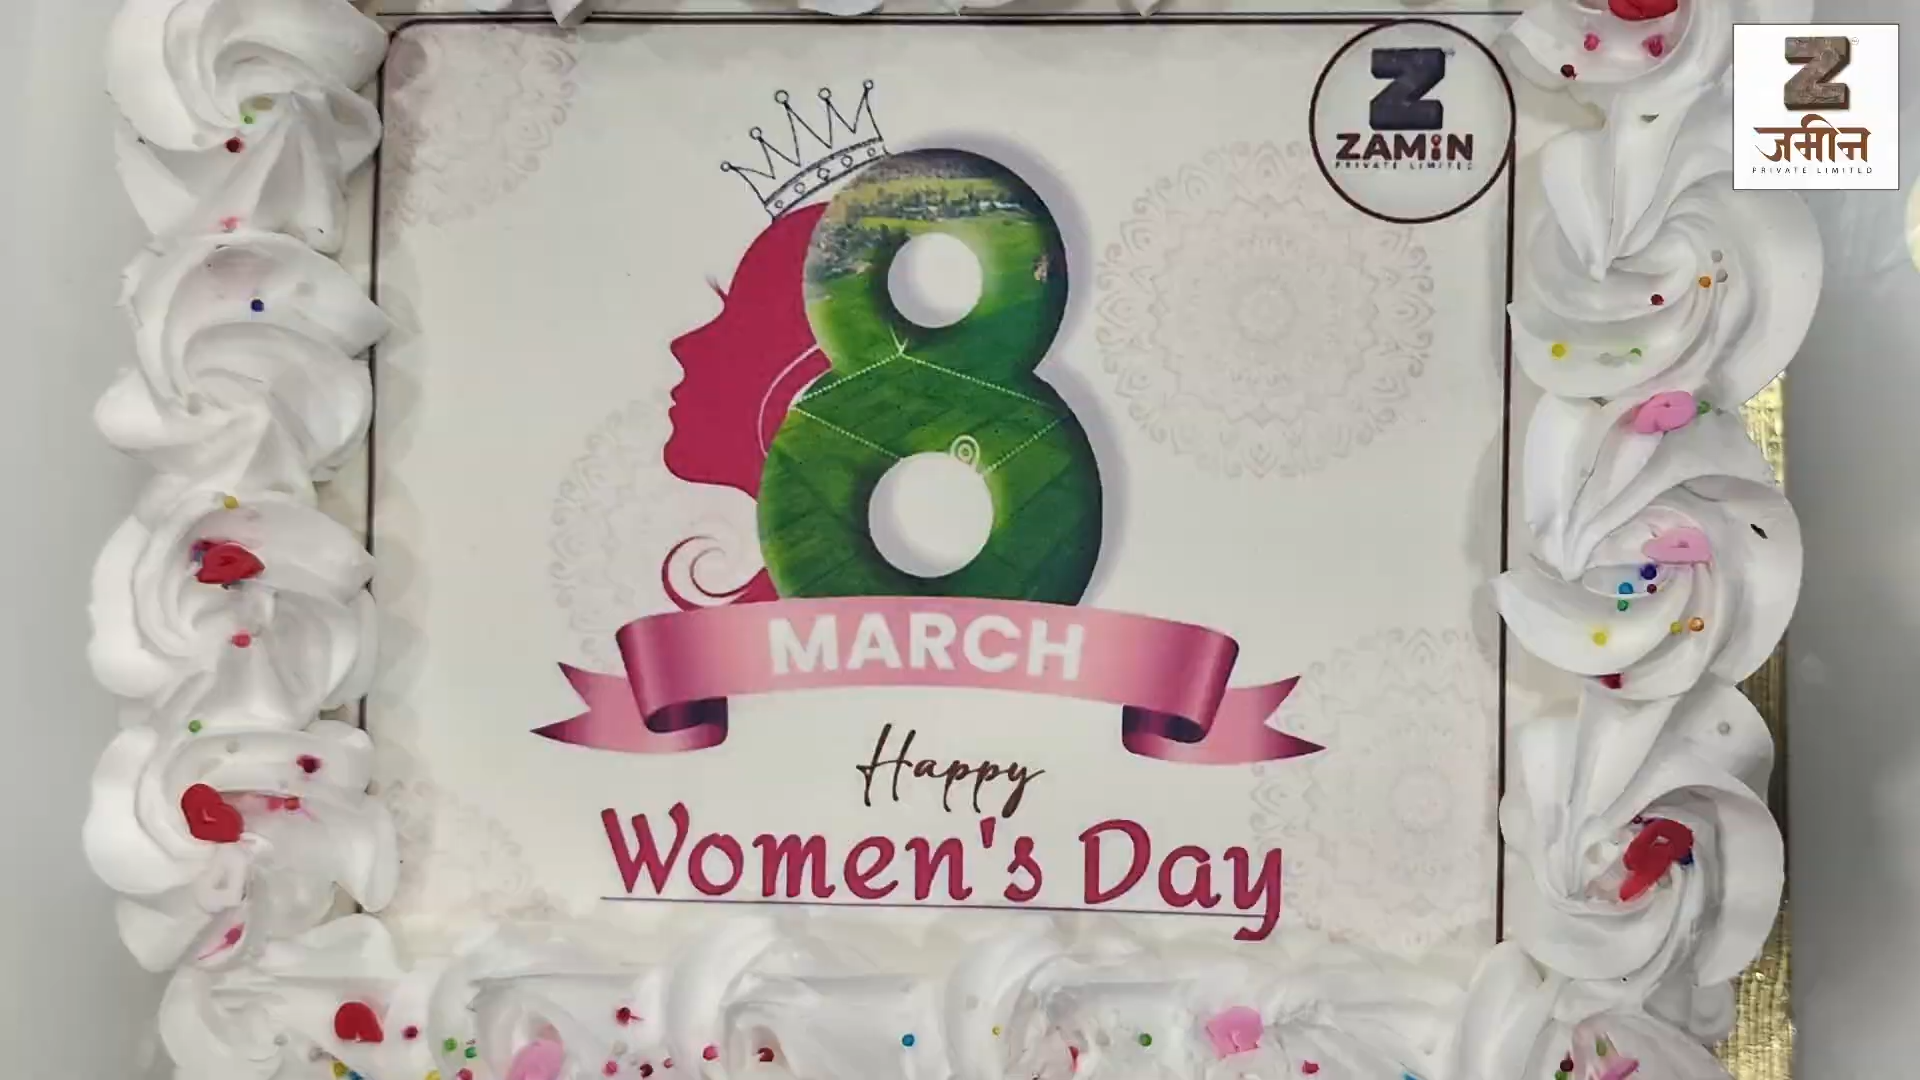 Z
ZAMIN
PRIVATE LIMITED
Z
जमीन
PRIVATE LIMITED
8
MARCH
Happy
Women's Day